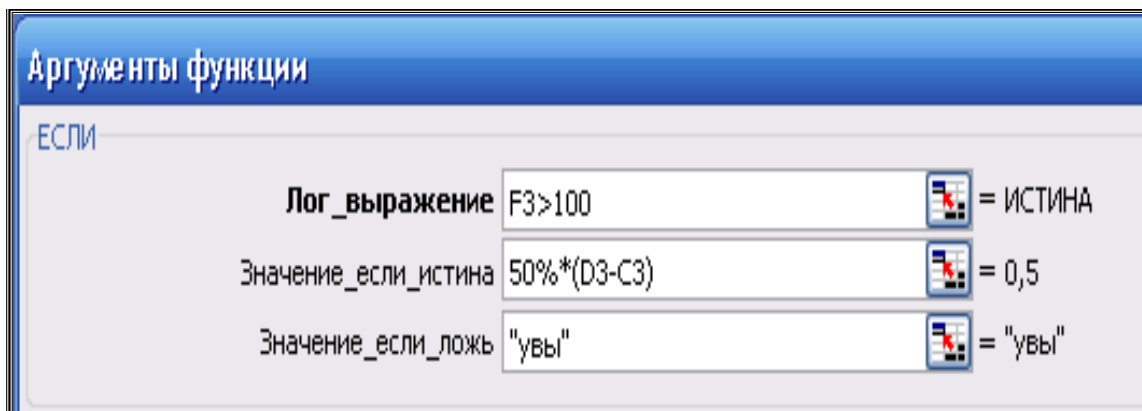 Аргументы функции
ЕСЛИ
Лог_выражение F3>100 = ИСТИНА
Значение_если_истина 50%*(D3-C3) = 0,5
Значение_если_ложь "увы" = "увы"